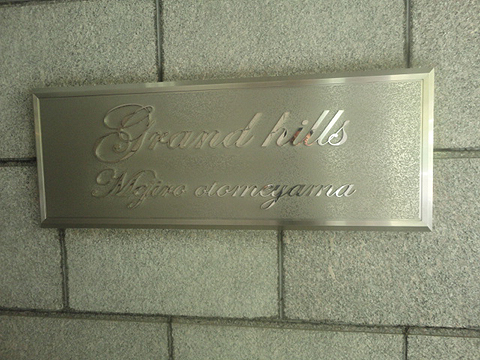 Grand hills
Mejiro otomeyama